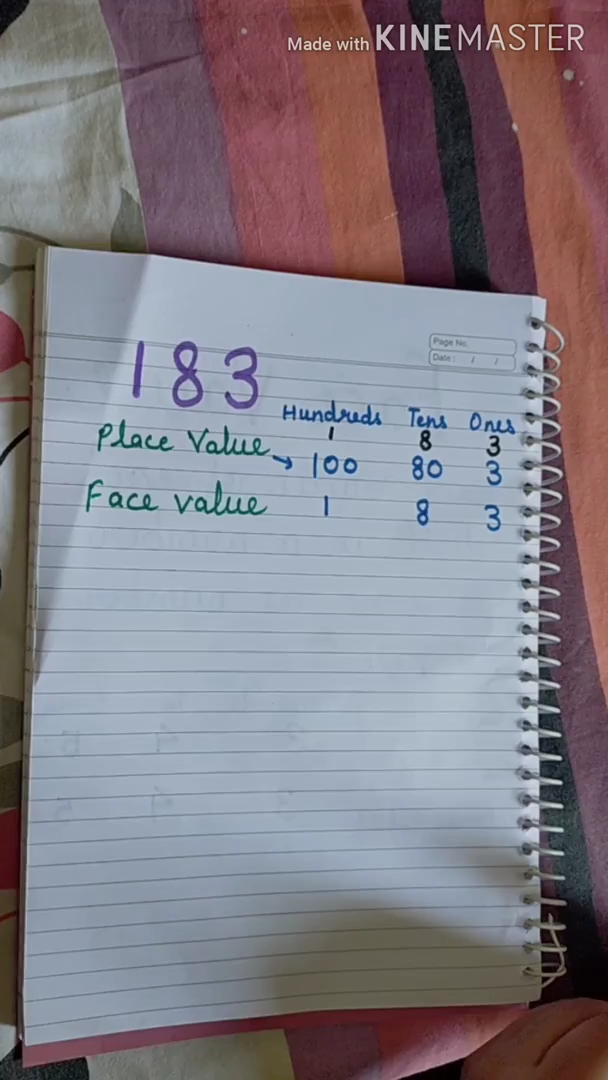 Made with KINEMASTER
Page No.
Date: / /
183
Hundreds Tens Ones
1 8 3
Place Value → 100 80 3
Face value 1 8 3